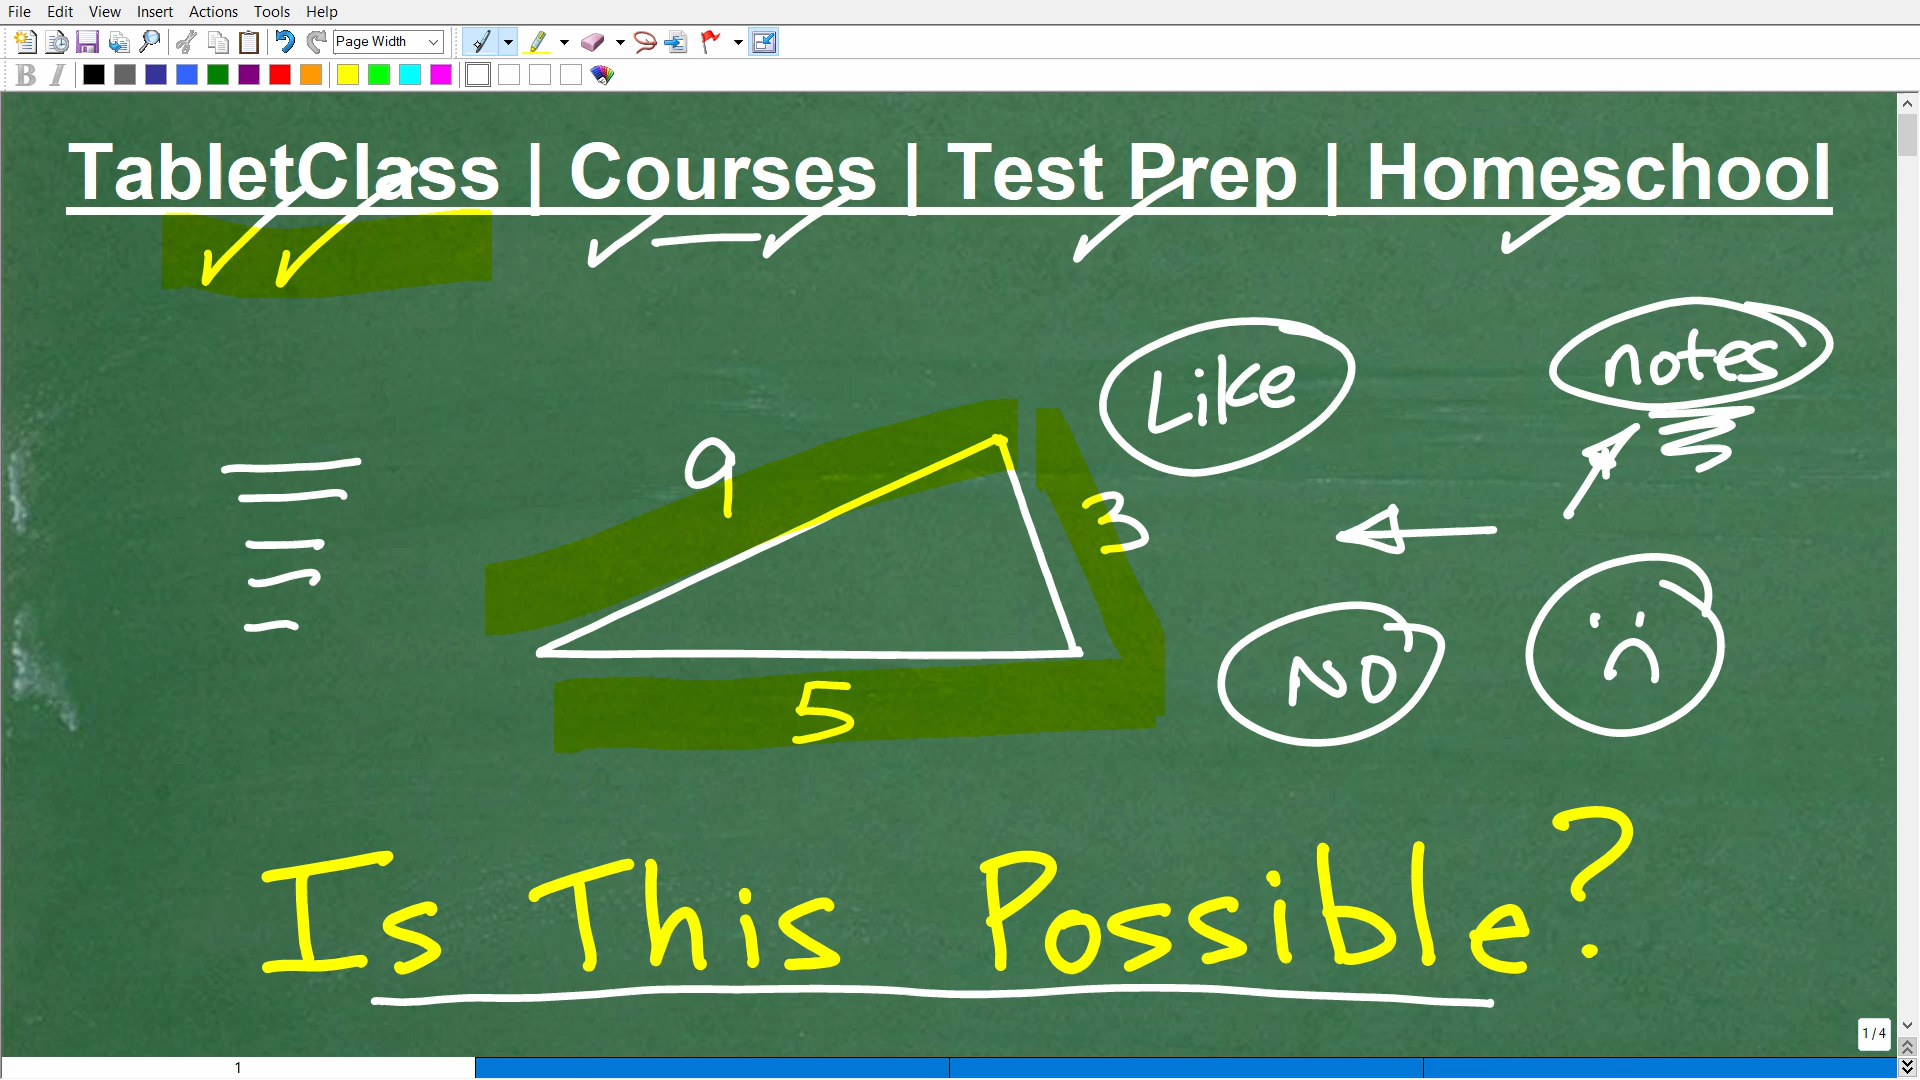 File Edit View Insert Actions Tools Help
Page Width
B I
TabletClass | Courses | Test Prep | Homeschool
Like
notes
9
3
NO
5
Is This Possible?
1 / 4
1